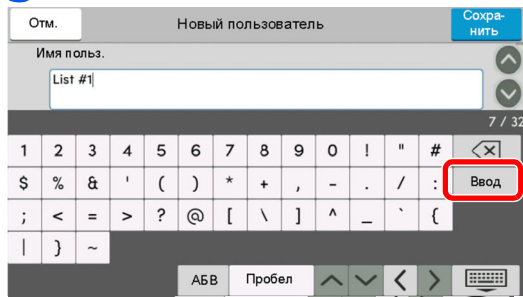 Отм.
Новый пользователь
Сохра-
нить
Имя польз.
List #1
7 / 32
1 2 3 4 5 6 7 8 9 0 ! " #
$ % & ' ( ) * + , - . / : Ввод
; < = > ? @ [ \ ] ^ _ ` {
| } ~
АБВ Пробел